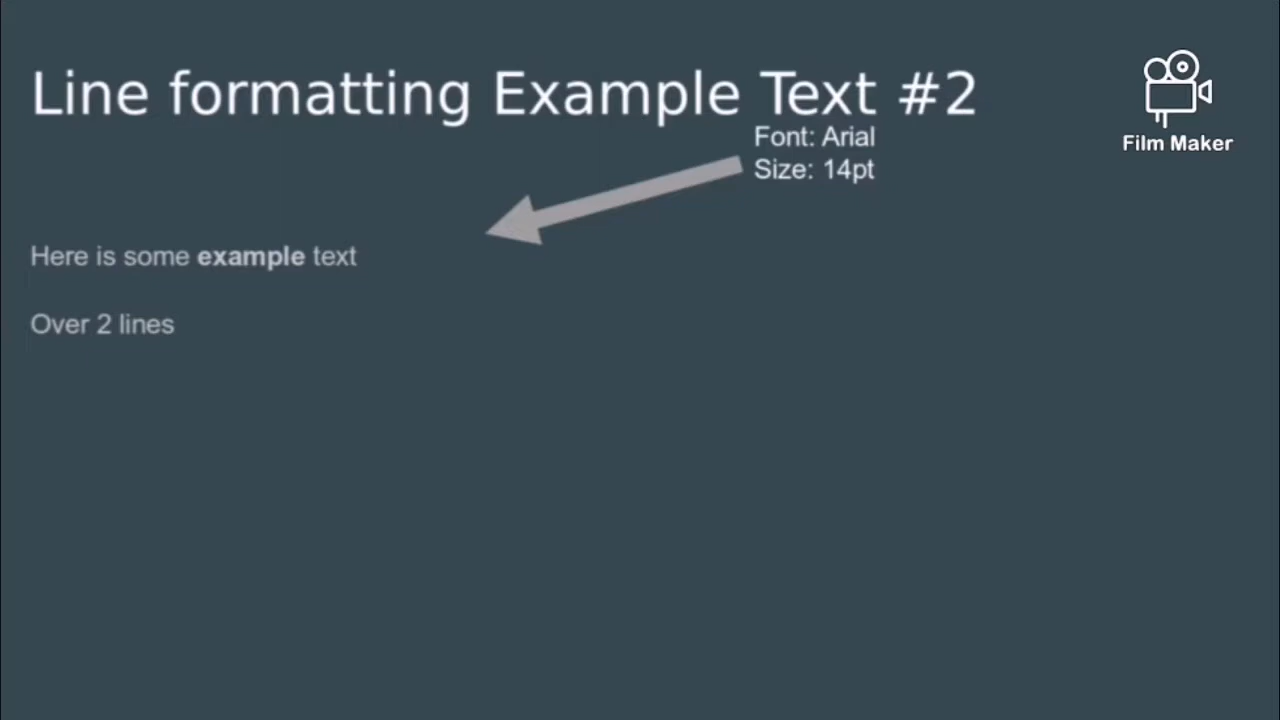 Line formatting Example Text #2
Film Maker
Font: Arial
Size: 14pt
Here is some example text
Over 2 lines